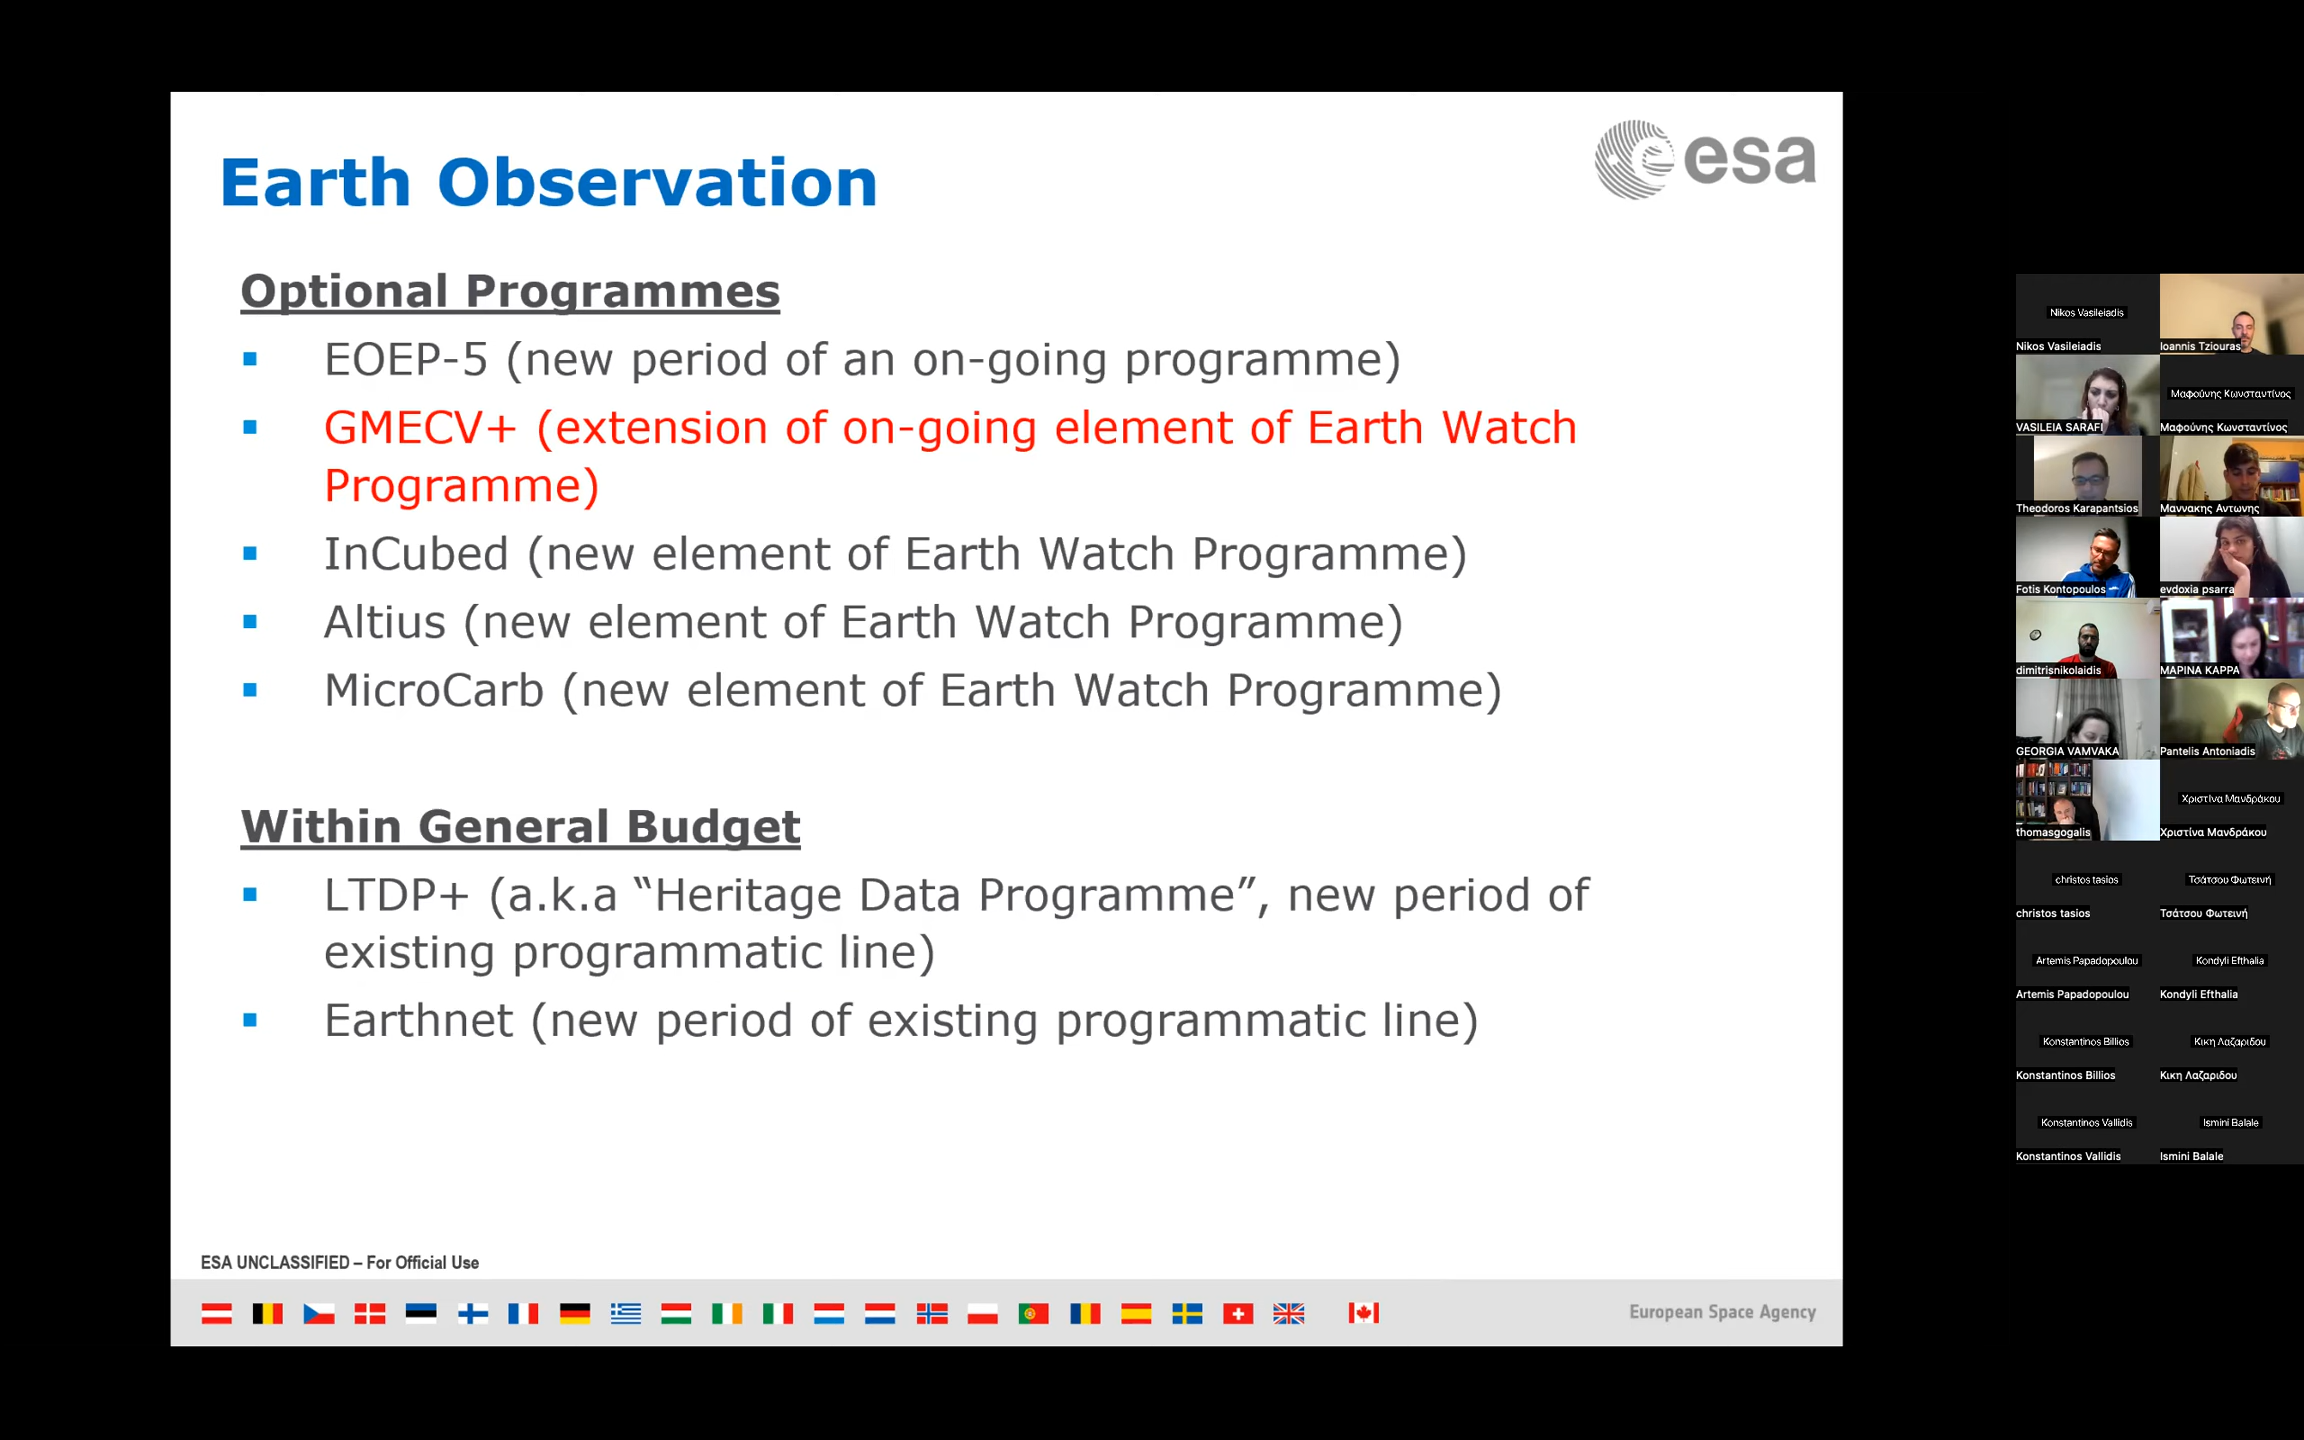 Earth Observation
esa
Optional Programmes
EOEP-5 (new period of an on-going programme)
GMECV+ (extension of on-going element of Earth Watch
Programme)
InCubed (new element of Earth Watch Programme)
Altius (new element of Earth Watch Programme)
MicroCarb (new element of Earth Watch Programme)
Within General Budget
LTDP+ (a.k.a “Heritage Data Programme”, new period of
existing programmatic line)
Earthnet (new period of existing programmatic line)
ESA UNCLASSIFIED – For Official Use
European Space Agency
Nikos Vasileiadis
Nikos Vasileiadis
Ioannis Tziouras
VASILEIA SARAFI
Μαφούνης Κωνσταντίνος
Μαφούνης Κωνσταντίνος
Theodoros Karapantsios
Μαννακης Αντωνης
Fotis Kontopoulos
evdoxia psarra
dimitrisnikolaidis
ΜΑΡΙΝΑ ΚΑΡΡΑ
GEORGIA VAMVAKA
Pantelis Antoniadis
thomasgogalis
Χριστίνα Μανδράκου
Χριστίνα Μανδράκου
christos tasios
christos tasios
Τσάτσου Φωτεινή
Τσάτσου Φωτεινή
Artemis Papadopoulou
Artemis Papadopoulou
Kondyli Efthalia
Kondyli Efthalia
Konstantinos Billios
Konstantinos Billios
Κικη Λαζαριδου
Κικη Λαζαριδου
Konstantinos Vallidis
Konstantinos Vallidis
Ismini Balale
Ismini Balale